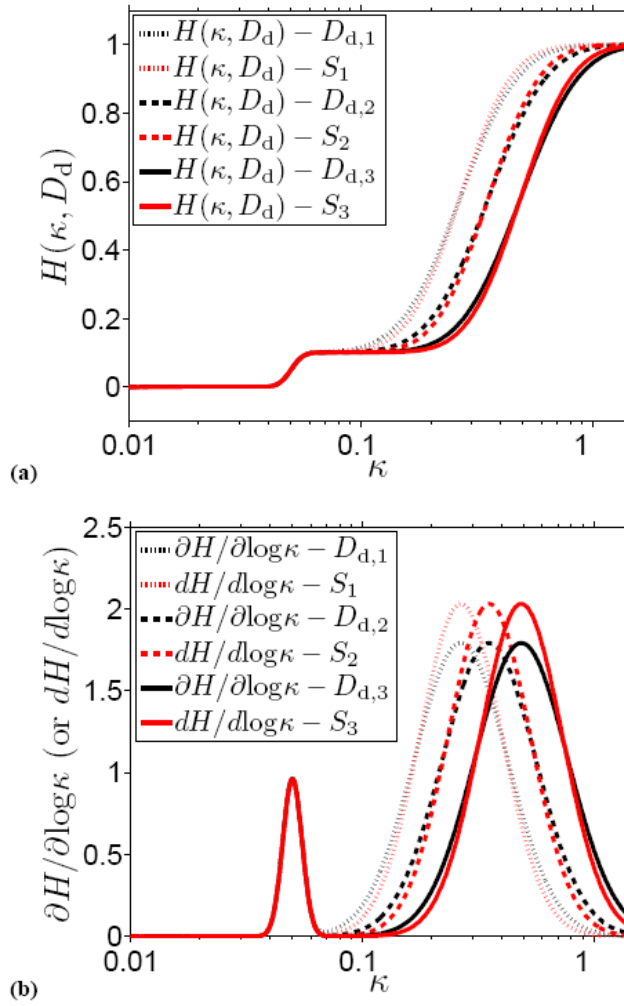 1
0.8
0.6
0.4
0.2
0
H(κ, D_d)
H(κ, D_d) − D_d,1
H(κ, D_d) − S_1
H(κ, D_d) − D_d,2
H(κ, D_d) − S_2
H(κ, D_d) − D_d,3
H(κ, D_d) − S_3
0.01 0.1 1
κ
(a)
2.5
2
1.5
1
0.5
0
∂H/∂logκ (or dH/dlogκ)
∂H/∂logκ − D_d,1
dH/dlogκ − S_1
∂H/∂logκ − D_d,2
dH/dlogκ − S_2
∂H/∂logκ − D_d,3
dH/dlogκ − S_3
0.01 0.1 1
κ
(b)